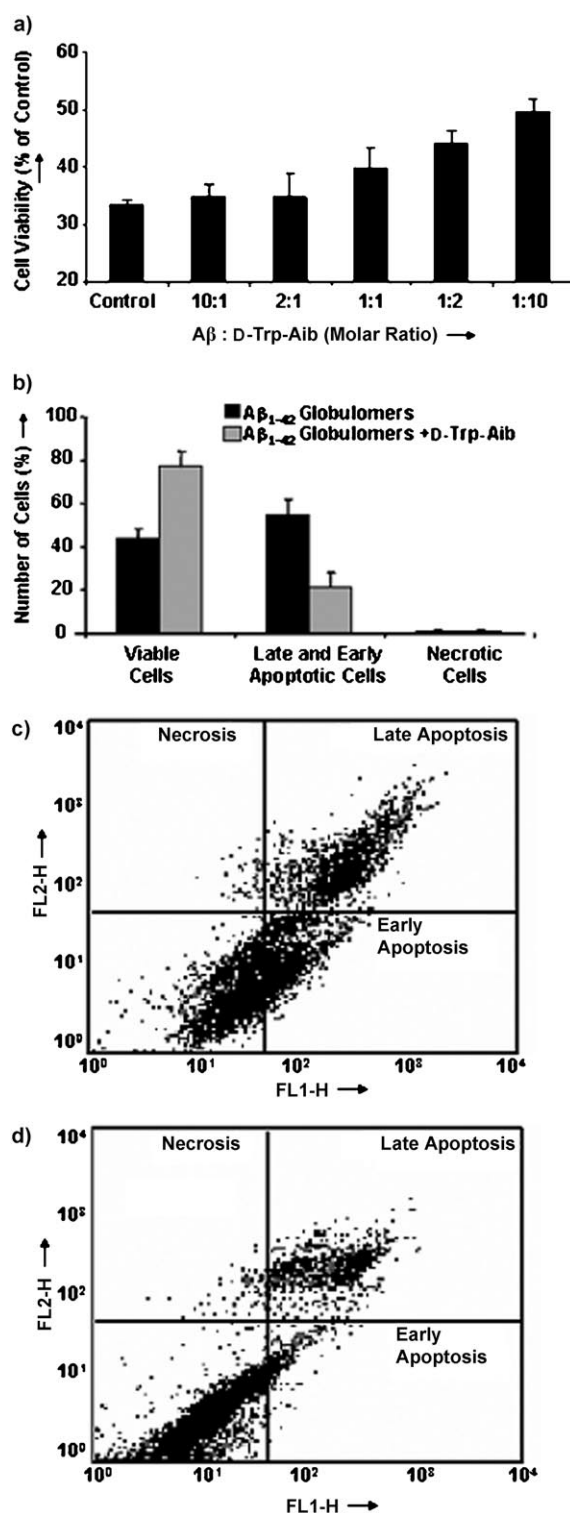 a)
Cell Viability (% of Control) →
60
50
40
30
20
Control 10:1 2:1 1:1 1:2 1:10
Aβ : D-Trp-Aib (Molar Ratio) →
b)
Number of Cells (%) →
100
80
60
40
20
0
Aβ₁₋₄₂ Globulomers
Aβ₁₋₄₂ Globulomers +D-Trp-Aib
Viable Cells
Late and Early Apoptotic Cells
Necrotic Cells
c)
Necrosis Late Apoptosis
Early
Apoptosis
FL2-H →
10⁴
10³
10²
10¹
10⁰
10⁰ 10¹ 10² 10³ 10⁴
FL1-H →
d)
Necrosis Late Apoptosis
Early
Apoptosis
FL2-H →
10⁴
10³
10²
10¹
10⁰
10⁰ 10¹ 10² 10³ 10⁴
FL1-H →